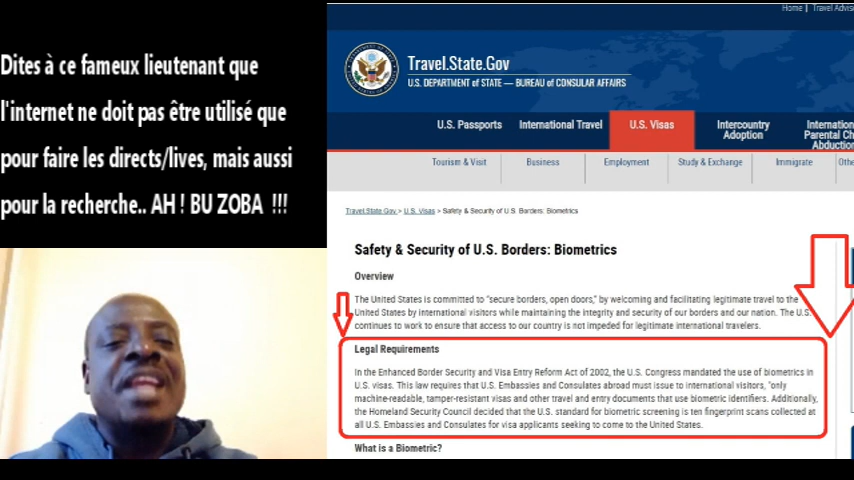 Dites à ce fameux lieutenant que
l'internet ne doit pas être utilisé que
pour faire les directs/lives, mais aussi
pour la recherche.. AH ! BU ZOBA !!!
Home | Travel Advis
Travel.State.Gov
U.S. DEPARTMENT of STATE — BUREAU of CONSULAR AFFAIRS
U.S. Passports International Travel U.S. Visas Intercountry Adoption Internation Parental Ch Abduction
Tourism & Visit Business Employment Study & Exchange Immigrate Othe
Travel.State.Gov > U.S. Visas > Safety & Security of U.S. Borders: Biometrics
Safety & Security of U.S. Borders: Biometrics
Overview
The United States is committed to "secure borders, open doors," by welcoming and facilitating legitimate travel to the
United States by international visitors while maintaining the integrity and security of our borders and our nation. The U.S.
continues to work to ensure that access to our country is not impeded for legitimate international travelers.
Legal Requirements
In the Enhanced Border Security and Visa Entry Reform Act of 2002, the U.S. Congress mandated the use of biometrics in
U.S. visas. This law requires that U.S. Embassies and Consulates abroad must issue to international visitors, "only
machine-readable, tamper-resistant visas and other travel and entry documents that use biometric identifiers. Additionally,
the Homeland Security Council decided that the U.S. standard for biometric screening is ten fingerprint scans collected at
all U.S. Embassies and Consulates for visa applicants seeking to come to the United States.
What is a Biometric?